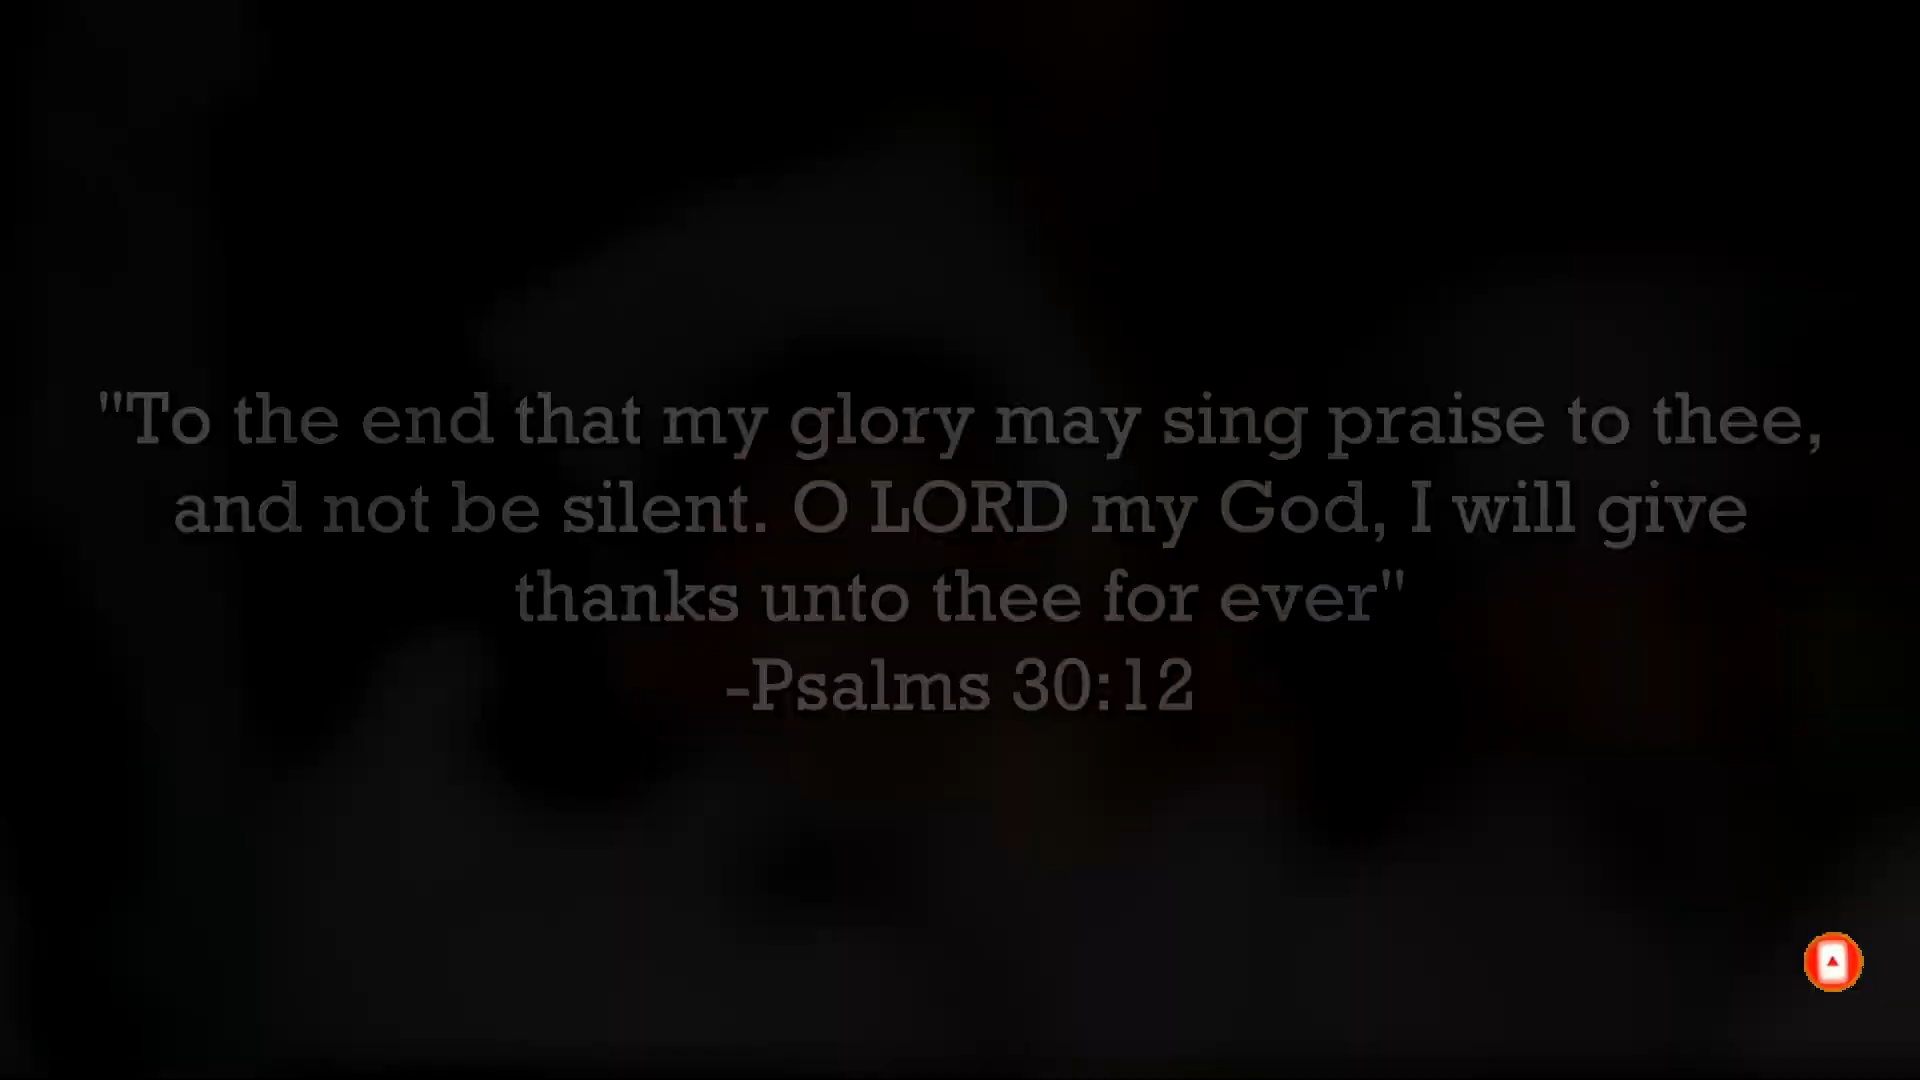 "To the end that my glory may sing praise to thee,
and not be silent. O LORD my God, I will give
thanks unto thee for ever"
-Psalms 30:12